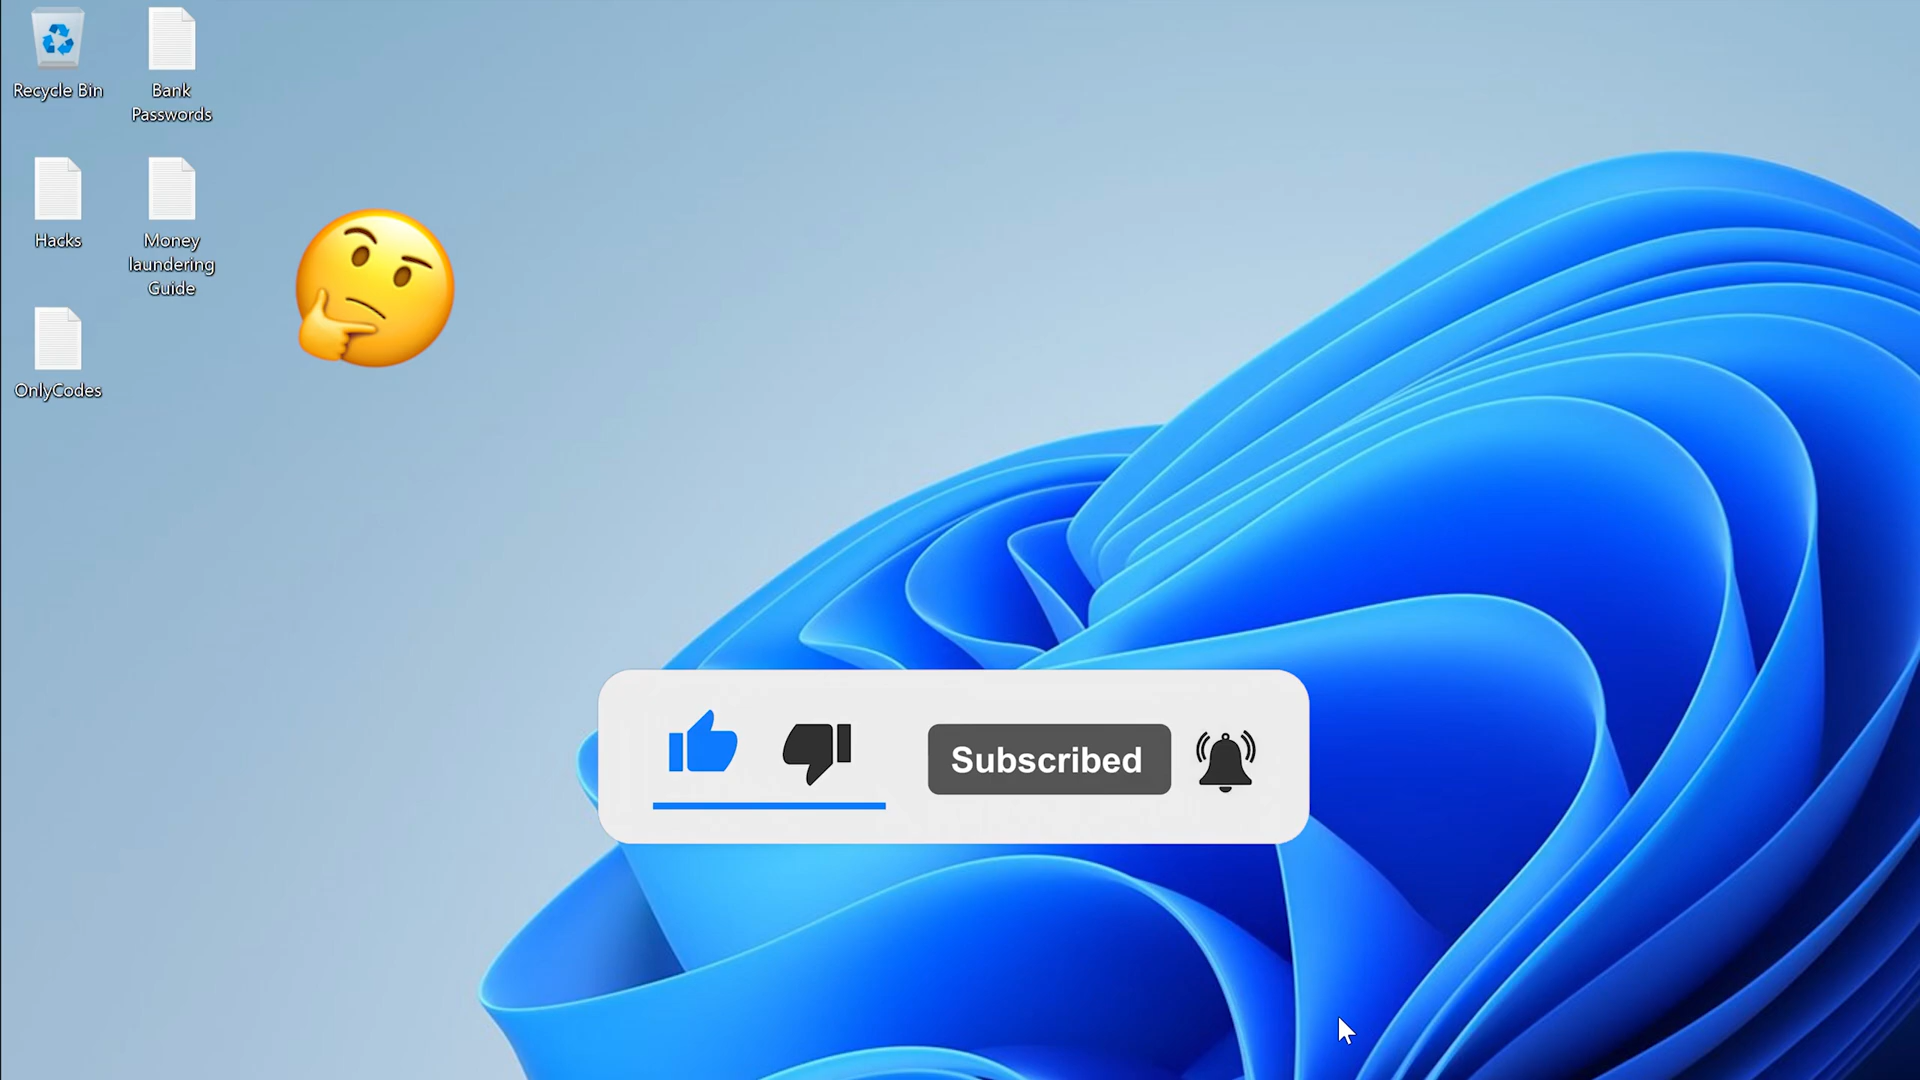 Recycle Bin
Bank
Passwords
Hacks
Money
laundering
Guide
OnlyCodes
Subscribed